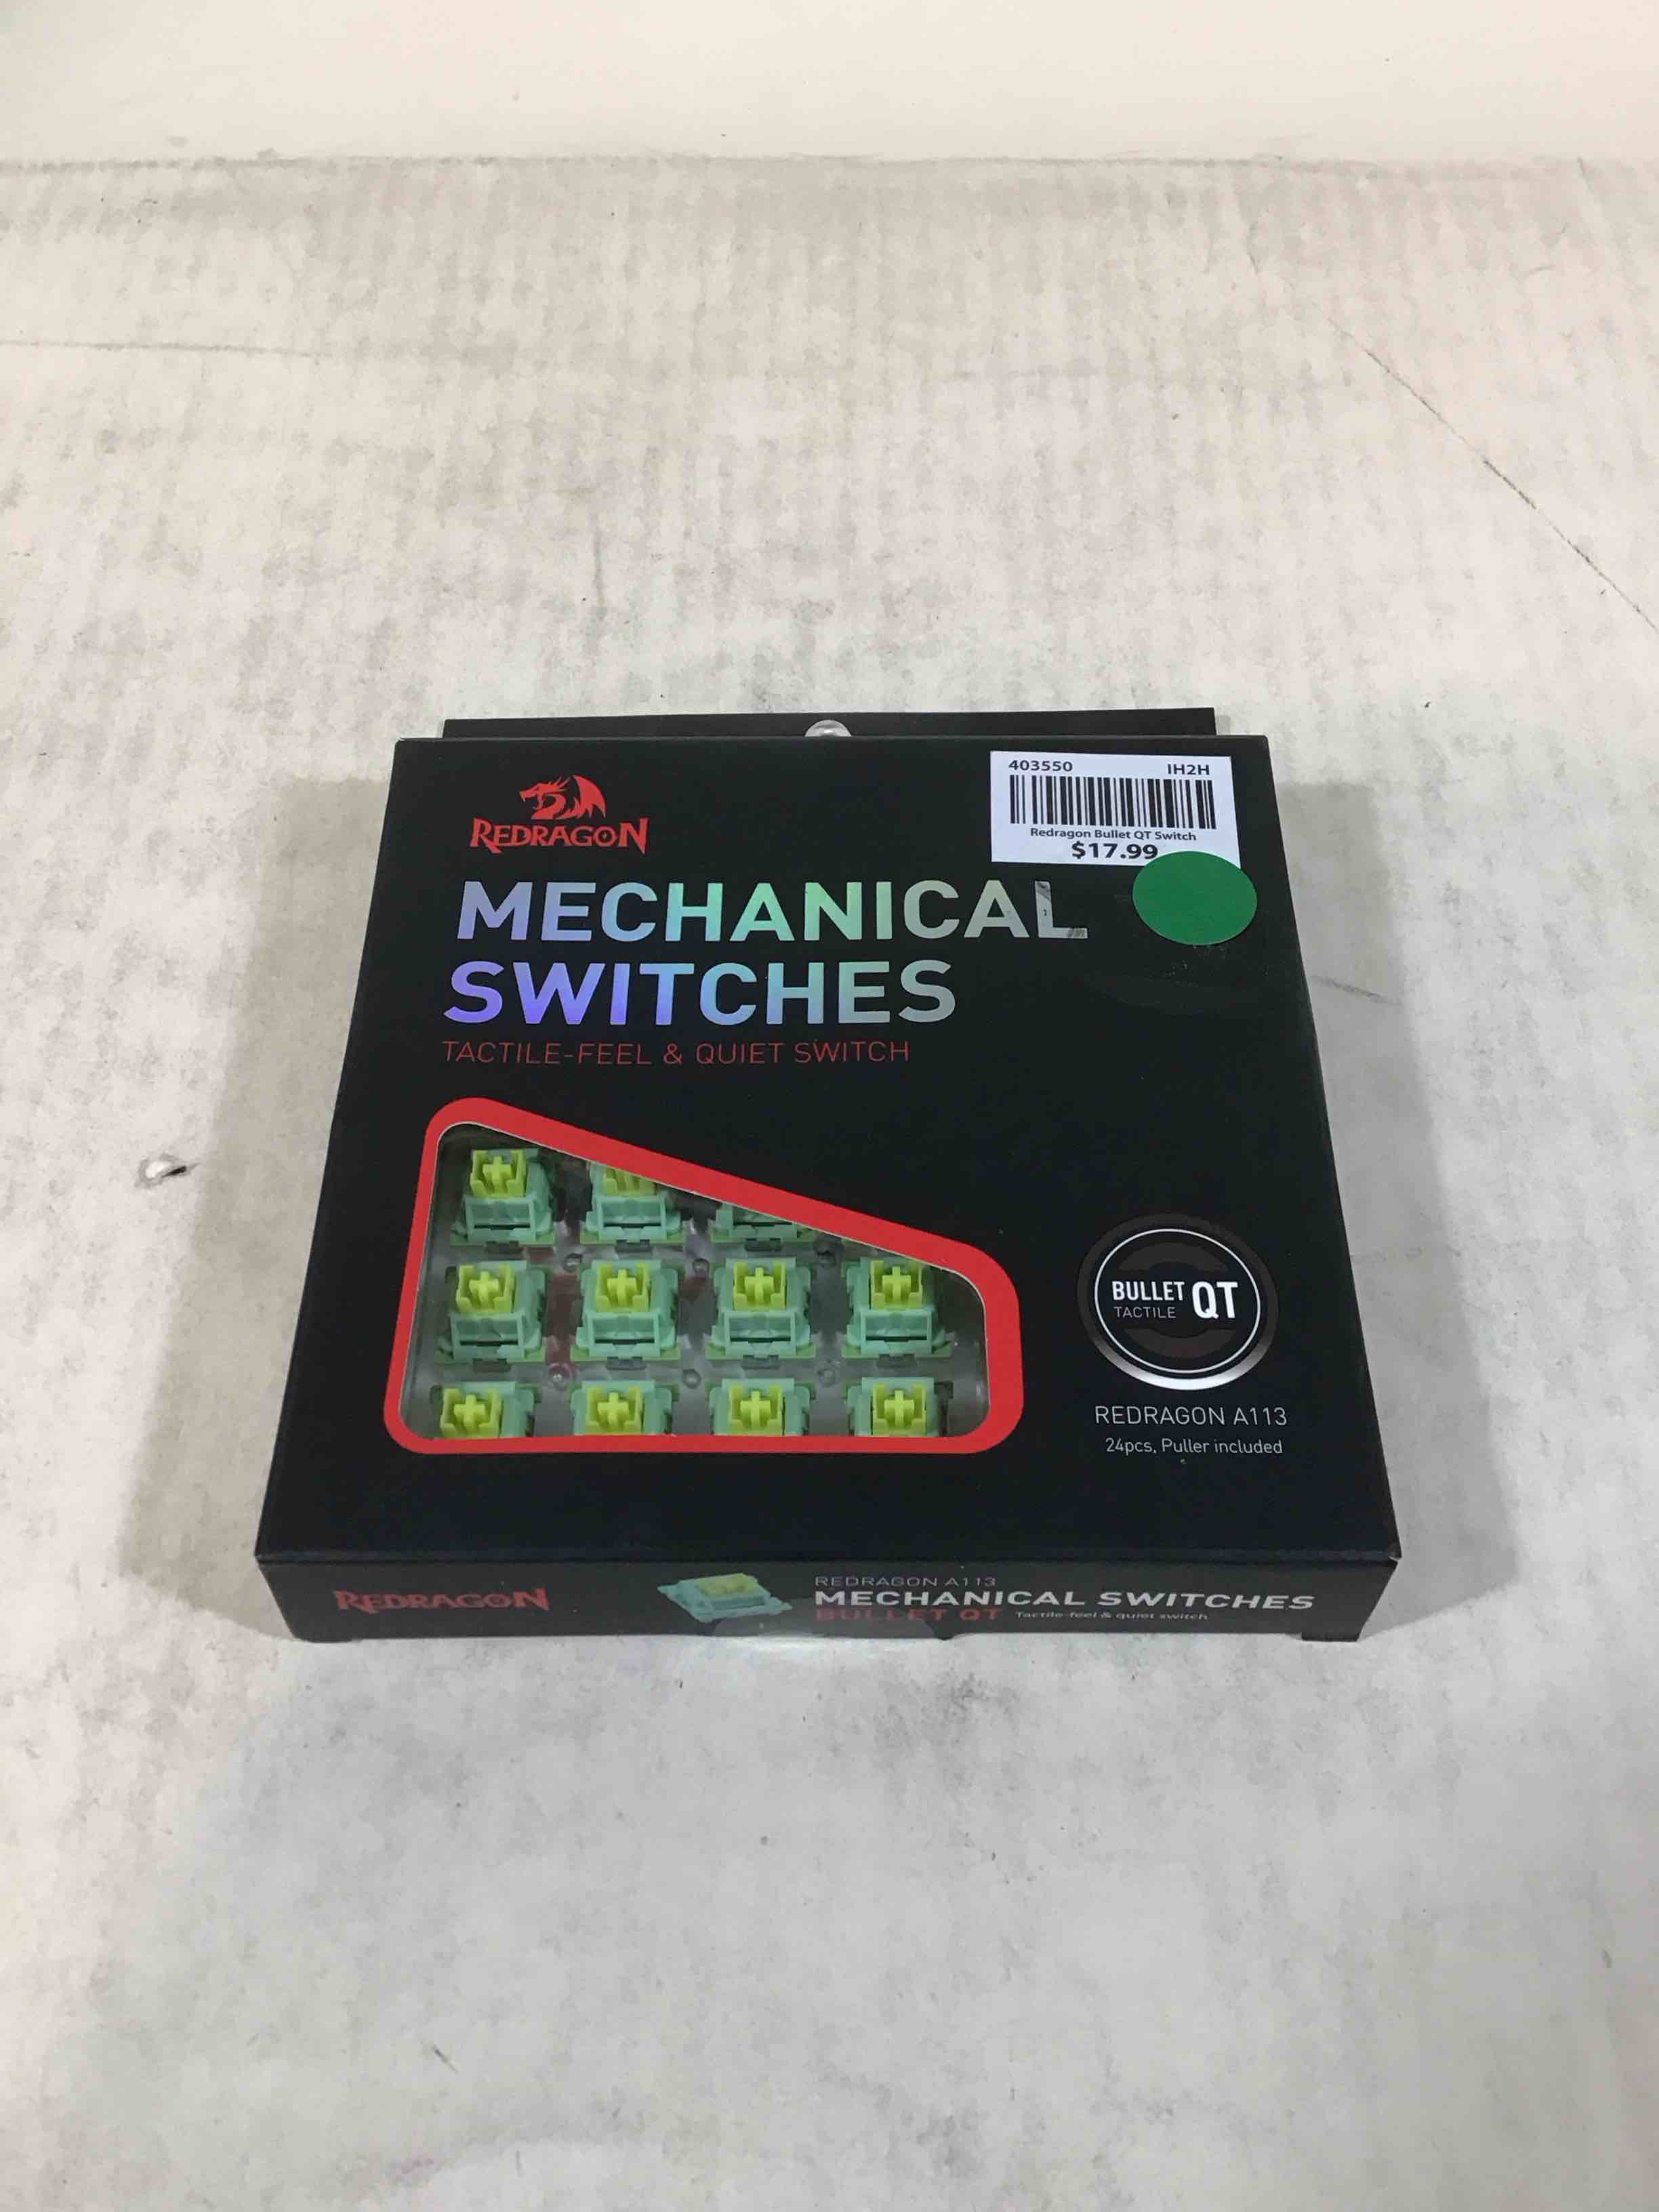 403550 IH2H
Redragon Bullet QT Switch
$17.99
REDRAGON
MECHANICAL
SWITCHES
TACTILE-FEEL & QUIET SWITCH
BULLET QT
TACTILE
REDRAGON A113
24pcs, Puller included
REDRAGON
REDRAGON A113
MECHANICAL SWITCHES
BULLET QT Tactile-feel & quiet switch